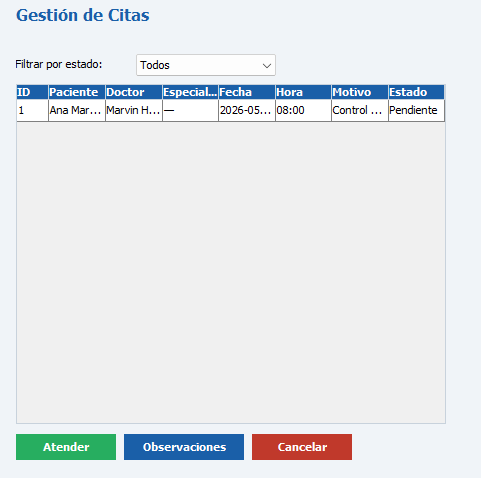 Gestión de Citas
Filtrar por estado: Todos
ID Paciente Doctor Especial... Fecha Hora Motivo Estado
1 Ana Mar... Marvin H... — 2026-05... 08:00 Control ... Pendiente
Atender Observaciones Cancelar